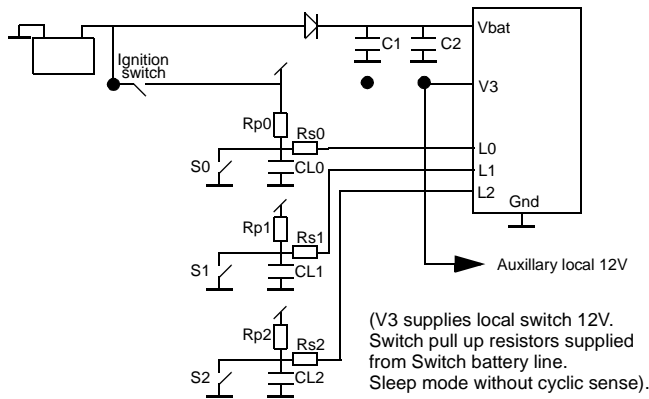 Vbat
C1
C2
Ignition
switch
V3
Rp0
Rs0
L0
S0
CL0
L1
L2
Gnd
Rp1
Rs1
S1
CL1
Auxillary local 12V
Rp2
Rs2
S2
CL2
(V3 supplies local switch 12V.
Switch pull up resistors supplied
from Switch battery line.
Sleep mode without cyclic sense).